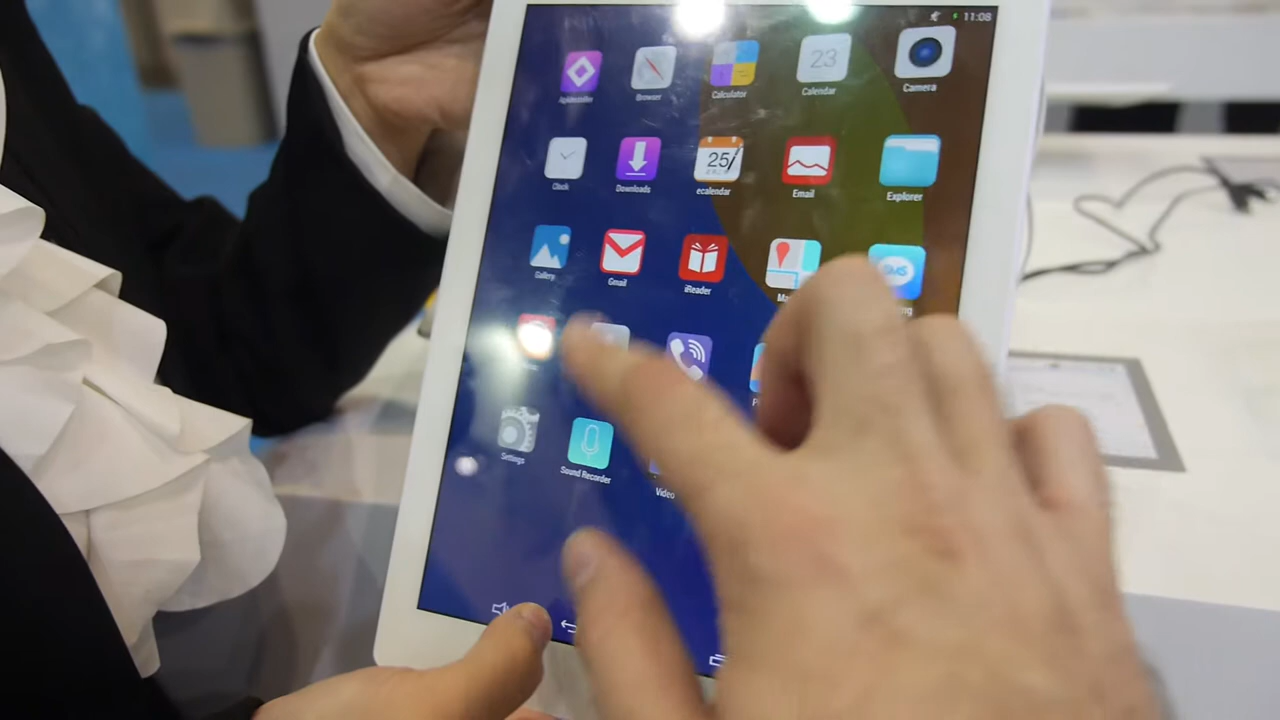 11:08
Browser
Calculator
23
Calendar
Camera
Clock
Downloads
25
ecalendar
Email
Explorer
Gallery
Gmail
iReader
SMS
Settings
Sound Recorder
Video